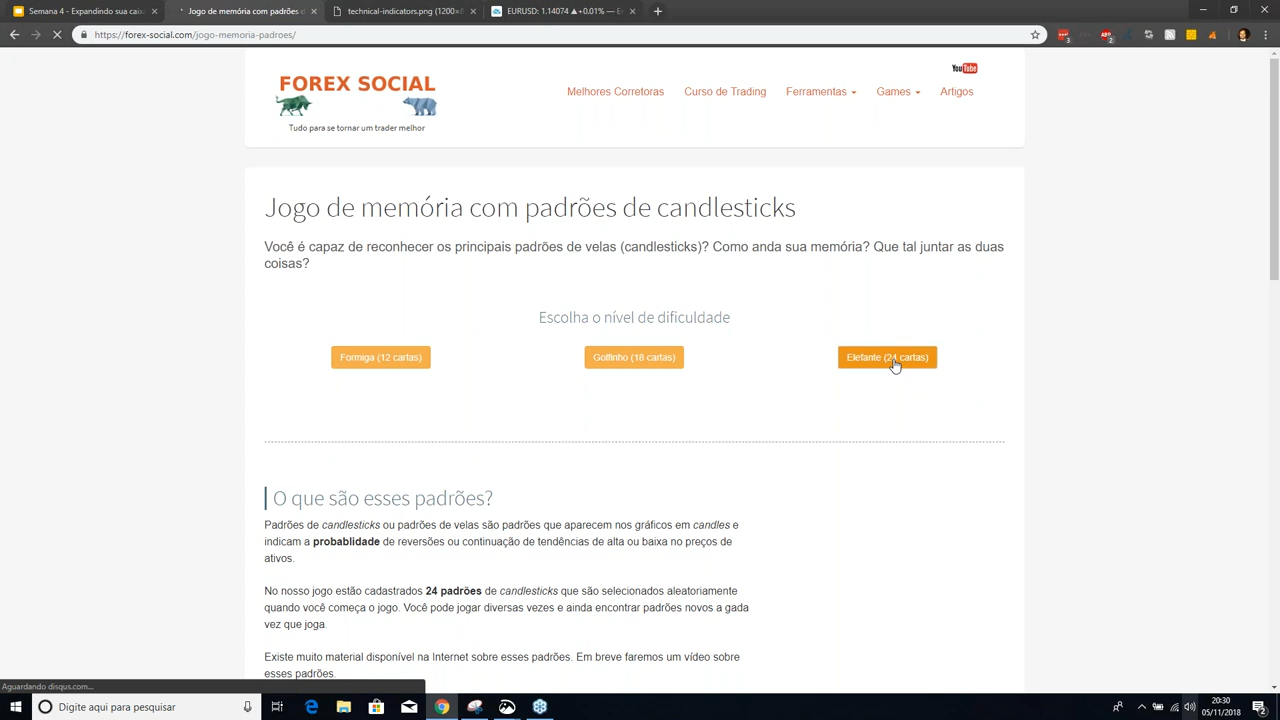 Semana 4 - Expandindo sua caix
Jogo de memória com padrões d
technical-indicators.png (1200×8
EURUSD: 1.14074 ▲+0.01% — E
https://forex-social.com/jogo-memoria-padroes/
YouTube
FOREX SOCIAL
Tudo para se tornar um trader melhor
Melhores Corretoras Curso de Trading Ferramentas Games Artigos
Jogo de memória com padrões de candlesticks
Você é capaz de reconhecer os principais padrões de velas (candlesticks)? Como anda sua memória? Que tal juntar as duas
coisas?
Escolha o nível de dificuldade
Formiga (12 cartas) Golfinho (18 cartas) Elefante (24 cartas)
O que são esses padrões?
Padrões de candlesticks ou padrões de velas são padrões que aparecem nos gráficos em candles e
indicam a probablidade de reversões ou continuação de tendências de alta ou baixa no preços de
ativos.
No nosso jogo estão cadastrados 24 padrões de candlesticks que são selecionados aleatoriamente
quando você começa o jogo. Você pode jogar diversas vezes e ainda encontrar padrões novos a gada
vez que joga.
Existe muito material disponível na Internet sobre esses padrões. Em breve faremos um vídeo sobre
esses padrões.
Aguardando disqus.com...
Digite aqui para pesquisar
20:30
05/11/2018